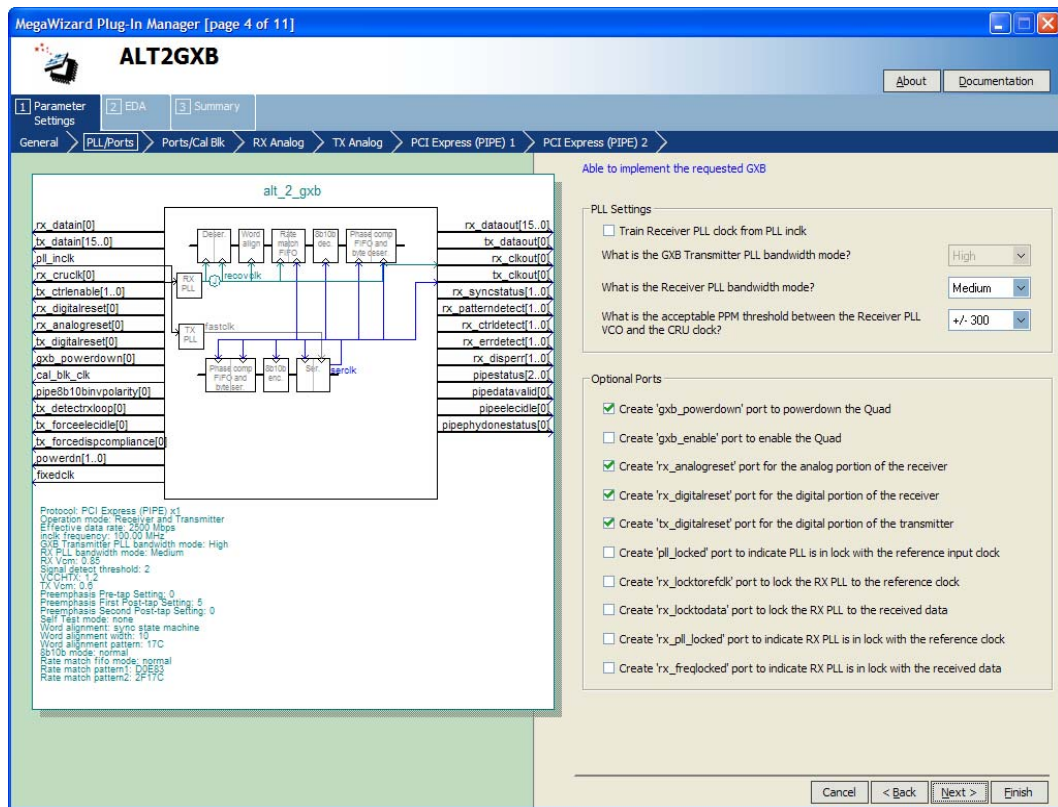 MegaWizard Plug-In Manager [page 4 of 11]
ALT2GXB
About
Documentation
1 Parameter Settings
2 EDA
3 Summary
General
PLL/Ports
Ports/Cal Blk
RX Analog
TX Analog
PCI Express (PIPE) 1
PCI Express (PIPE) 2
alt_2_gxb
rx_datain[0]
tx_datain[15..0]
pll_inclk
rx_cruclk[0]
tx_ctrlenable[1..0]
rx_digitalreset[0]
rx_analogreset[0]
tx_digitalreset[0]
gxb_powerdown[0]
cal_blk_clk
pipe8b10binvpolarity[0]
tx_detectrxloop[0]
tx_forceelecidle[0]
tx_forcedispcompliance[0]
powerdn[1..0]
fixedclk
Deser.
Word align
Rate match FIFO
8b10b dec.
Phase comp FIFO and byte deser.
RX PLL
2
recovclk
TX PLL
fastclk
Phase comp FIFO and byte ser.
8b10b enc.
Ser.
serclk
rx_dataout[15..0]
tx_dataout[0]
rx_clkout[0]
tx_clkout[0]
rx_syncstatus[1..0]
rx_patterndetect[1..0]
rx_ctrldetect[1..0]
rx_errdetect[1..0]
rx_disperr[1..0]
pipestatus[2..0]
pipedatavalid[0]
pipeelecidle[0]
pipephydonestatus[0]
Protocol: PCI Express (PIPE) x1
Operation mode: Receiver and Transmitter
Effective data rate: 2500 Mbps
inclk frequency: 100.00 MHz
GXB Transmitter PLL bandwidth mode: High
RX PLL bandwidth mode: Medium
RX Vcm: 0.85
Signal detect threshold: 2
VCCHTX: 1.2
TX Vcm: 0.6
Preemphasis Pre-tap Setting: 0
Preemphasis First Post-tap Setting: 5
Preemphasis Second Post-tap Setting: 0
Self Test mode: none
Word alignment: sync state machine
Word alignment width: 10
Word alignment pattern: 17C
8b10b mode: normal
Rate match fifo mode: normal
Rate match pattern1: D0E83
Rate match pattern2: 2F17C
Able to implement the requested GXB
PLL Settings
Train Receiver PLL clock from PLL inclk
What is the GXB Transmitter PLL bandwidth mode?
High
What is the Receiver PLL bandwidth mode?
Medium
What is the acceptable PPM threshold between the Receiver PLL
VCO and the CRU clock?
+/- 300
Optional Ports
Create 'gxb_powerdown' port to powerdown the Quad
Create 'gxb_enable' port to enable the Quad
Create 'rx_analogreset' port for the analog portion of the receiver
Create 'rx_digitalreset' port for the digital portion of the receiver
Create 'tx_digitalreset' port for the digital portion of the transmitter
Create 'pll_locked' port to indicate PLL is in lock with the reference input clock
Create 'rx_locktorefclk' port to lock the RX PLL to the reference clock
Create 'rx_locktodata' port to lock the RX PLL to the received data
Create 'rx_pll_locked' port to indicate RX PLL is in lock with the reference clock
Create 'rx_freqlocked' port to indicate RX PLL is in lock with the received data
Cancel
< Back
Next >
Finish